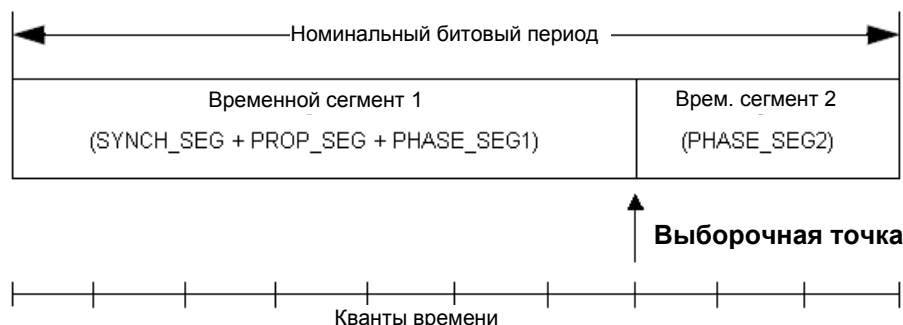 Номинальный битовый период
Временной сегмент 1
(SYNCH_SEG + PROP_SEG + PHASE_SEG1)
Врем. сегмент 2
(PHASE_SEG2)
Выборочная точка
Кванты времени